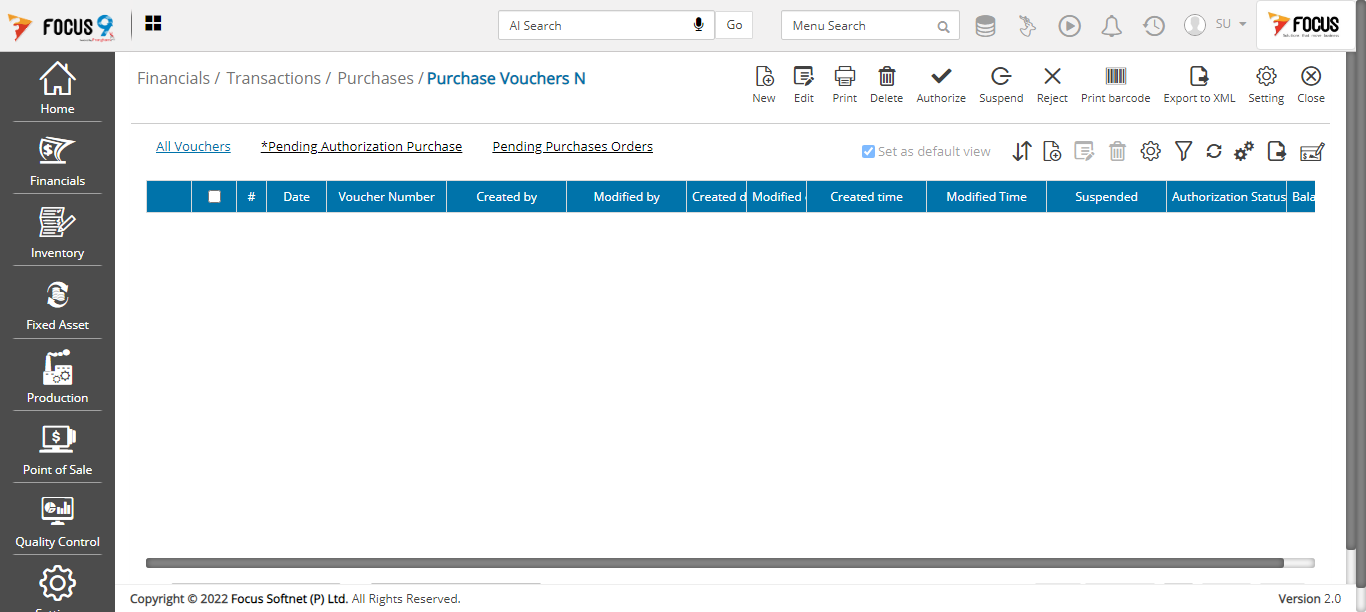 FOCUS 9
AI Search
Go
Menu Search
SU
FOCUS
Home
Financials
Inventory
Fixed Asset
Production
Point of Sale
Quality Control
Financials / Transactions / Purchases / Purchase Vouchers N
New Edit Print Delete Authorize Suspend Reject Print barcode Export to XML Setting Close
All Vouchers *Pending Authorization Purchase Pending Purchases Orders
Set as default view
# Date Voucher Number Created by Modified by Created d Modified Created time Modified Time Suspended Authorization Status Bala
Copyright © 2022 Focus Softnet (P) Ltd. All Rights Reserved.
Version 2.0